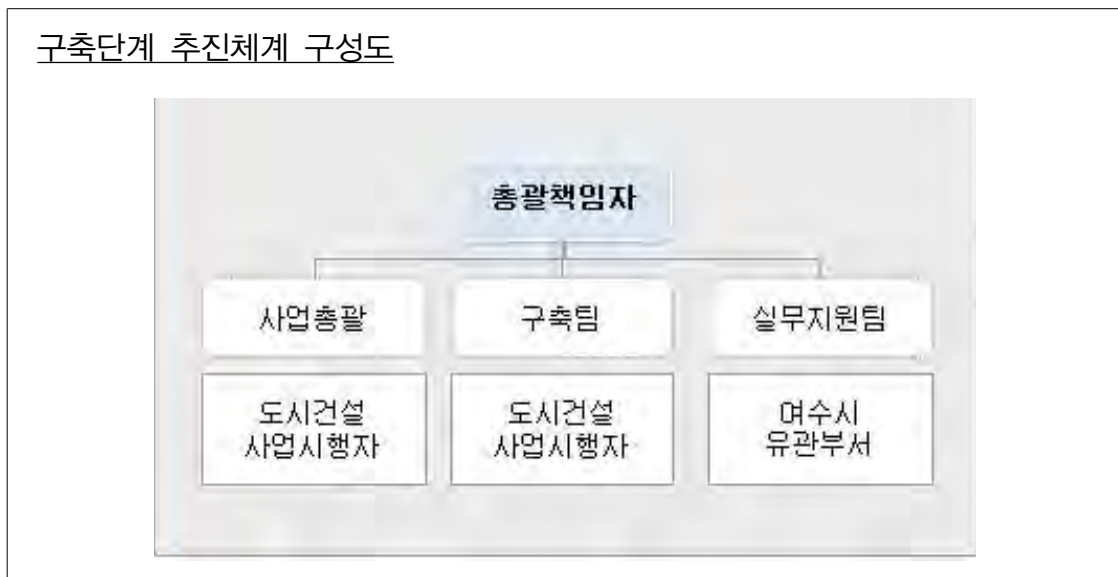 구축단계 추진체계 구성도
총괄책임자
사업총괄
구축팀
실무지원팀
도시건설
사업시행자
도시건설
사업시행자
여수시
유관부서